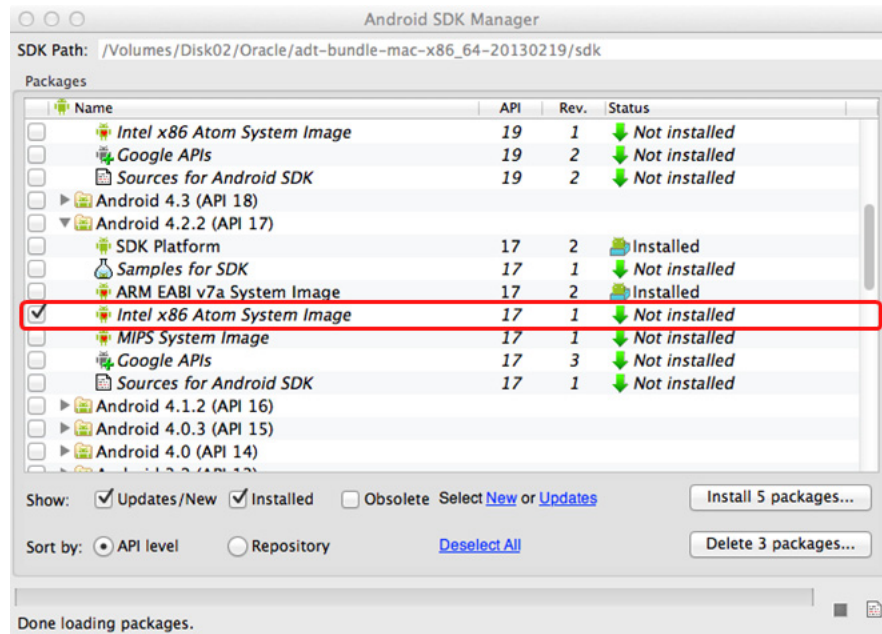 Android SDK Manager
SDK Path: /Volumes/Disk02/Oracle/adt-bundle-mac-x86_64-20130219/sdk
Packages
Name API Rev. Status
Intel x86 Atom System Image 19 1 Not installed
Google APIs 19 2 Not installed
Sources for Android SDK 19 2 Not installed
Android 4.3 (API 18)
Android 4.2.2 (API 17)
SDK Platform 17 2 Installed
Samples for SDK 17 1 Not installed
ARM EABI v7a System Image 17 2 Installed
Intel x86 Atom System Image 17 1 Not installed
MIPS System Image 17 1 Not installed
Google APIs 17 3 Not installed
Sources for Android SDK 17 1 Not installed
Android 4.1.2 (API 16)
Android 4.0.3 (API 15)
Android 4.0 (API 14)
Show: Updates/New Installed Obsolete Select New or Updates Install 5 packages...
Sort by: API level Repository Deselect All Delete 3 packages...
Done loading packages.